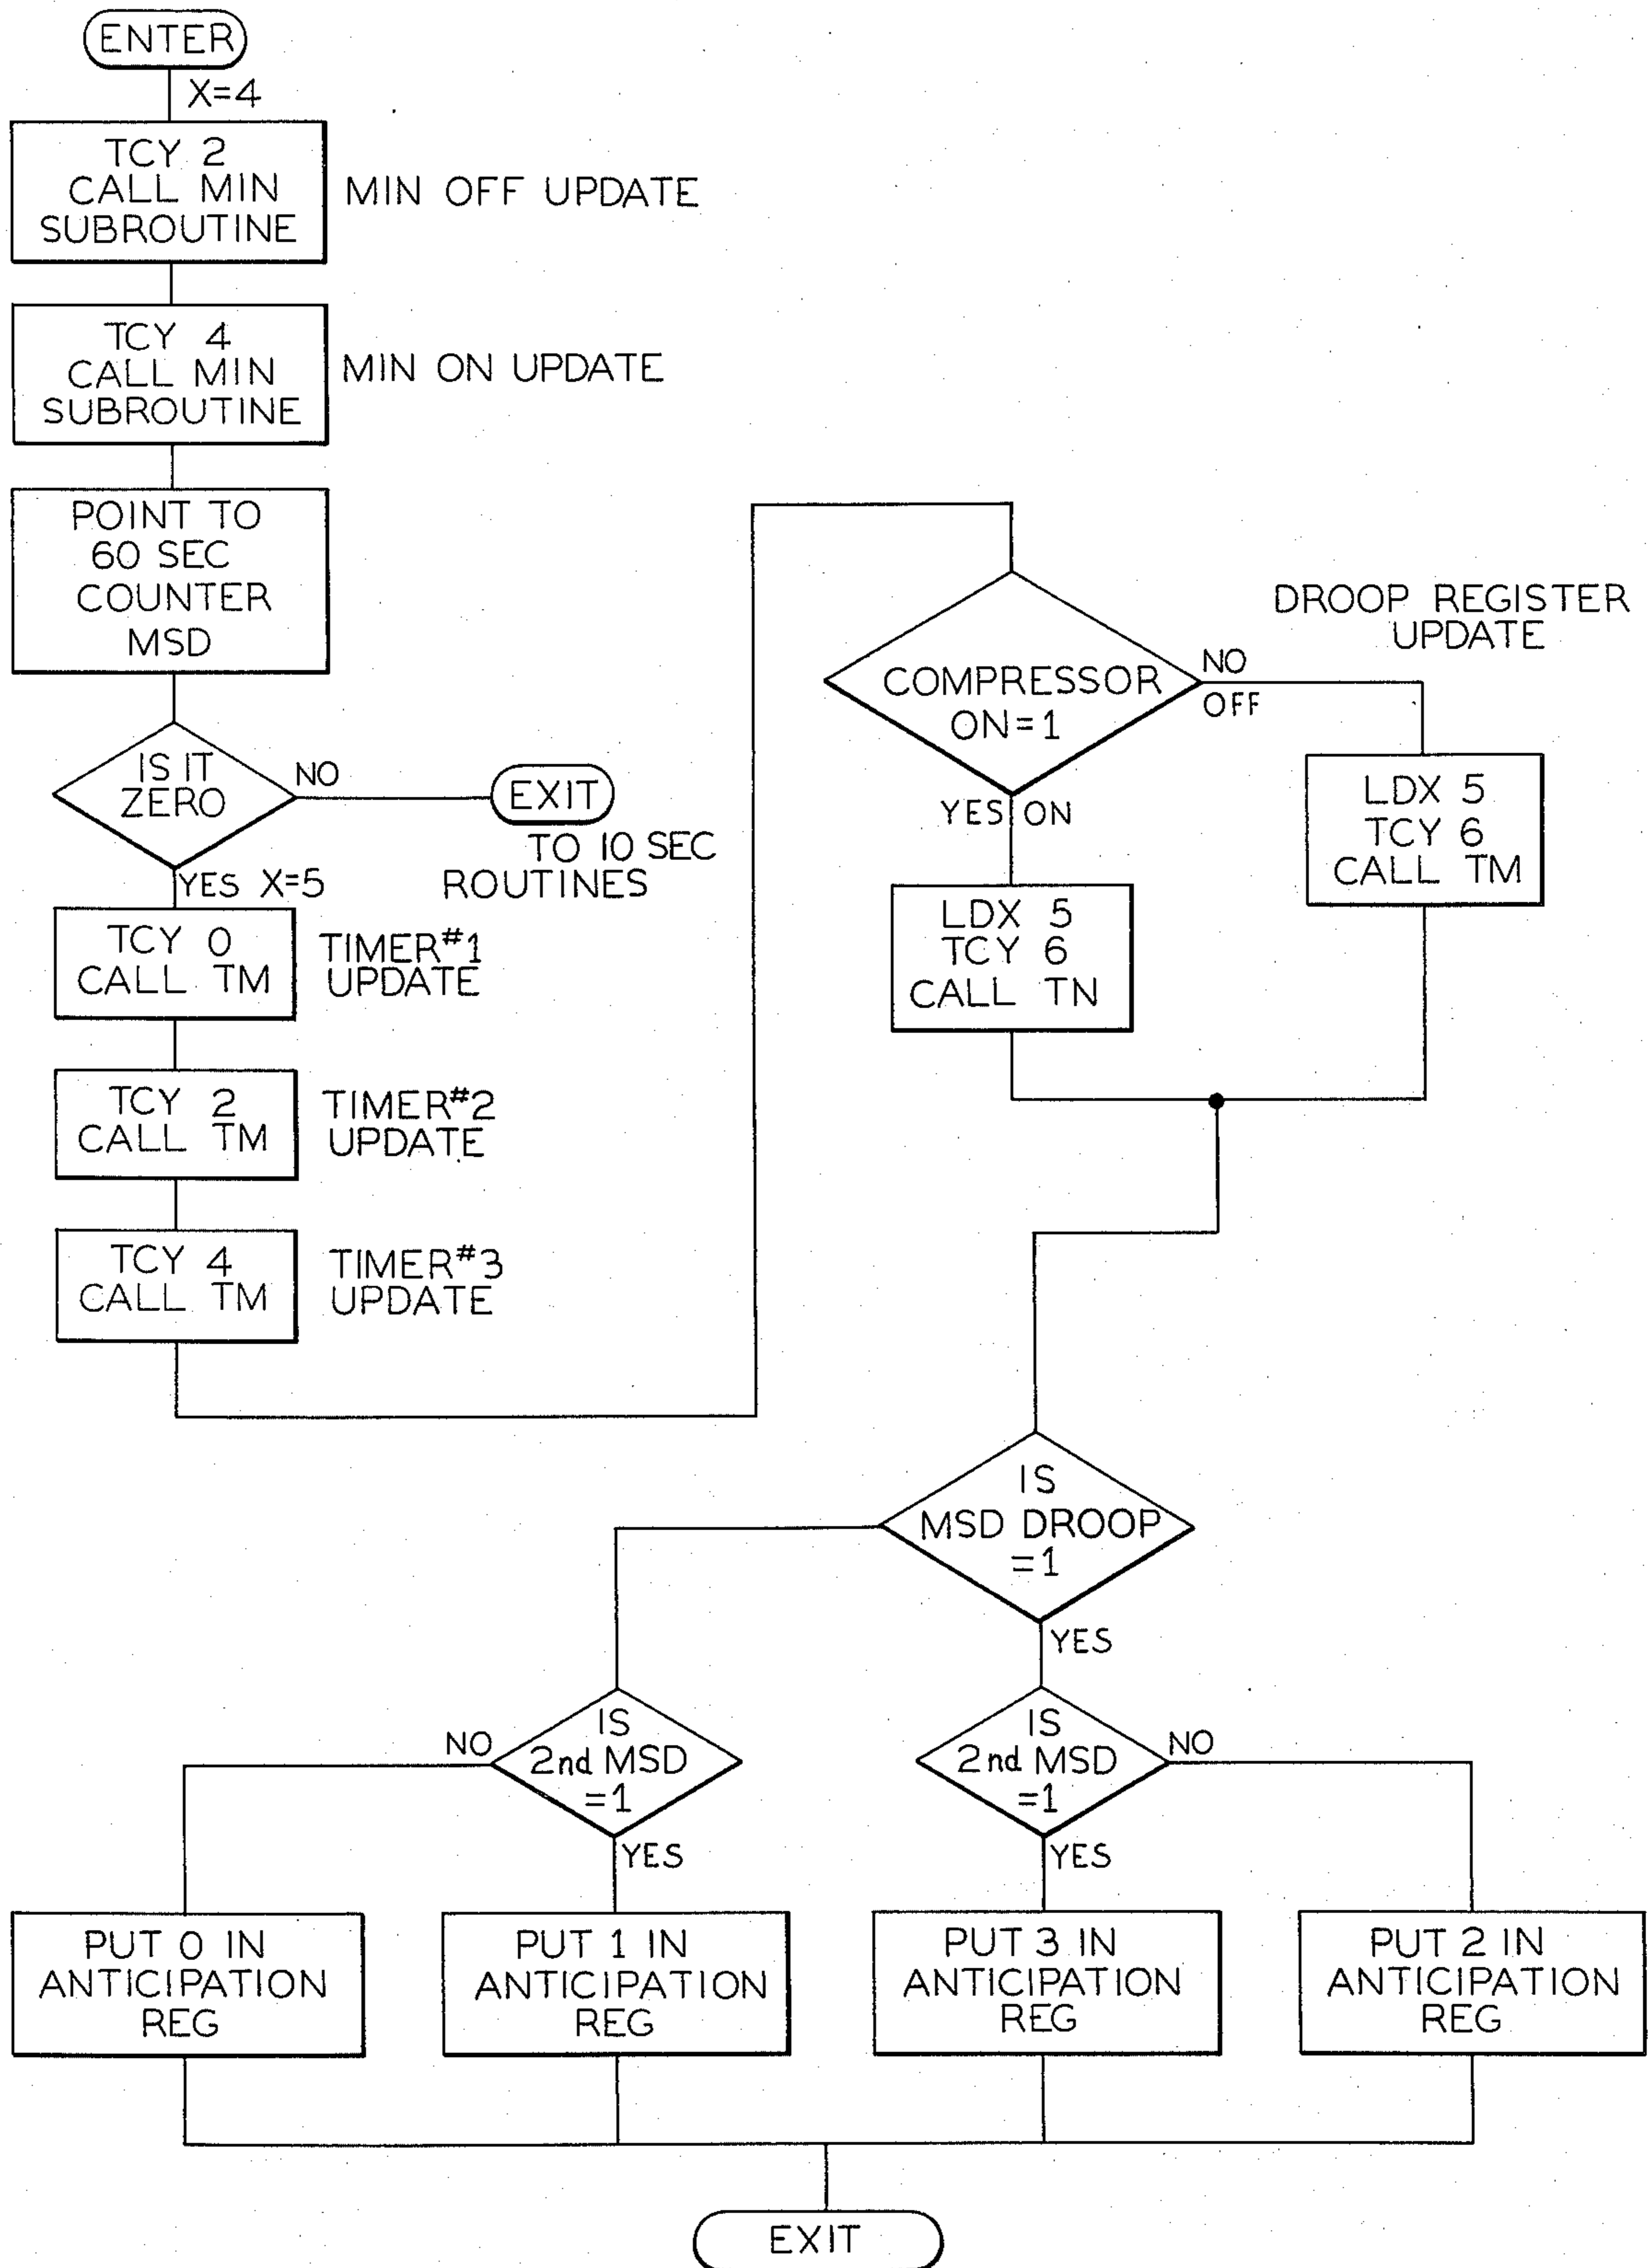 ENTER
X=4
TCY 2
CALL MIN
SUBROUTINE
MIN OFF UPDATE
TCY 4
CALL MIN
SUBROUTINE
MIN ON UPDATE
POINT TO
60 SEC
COUNTER
MSD
IS IT
ZERO
NO
EXIT
TO 10 SEC
ROUTINES
YES X=5
TCY 0
CALL TM
TIMER#1
UPDATE
TCY 2
CALL TM
TIMER#2
UPDATE
TCY 4
CALL TM
TIMER#3
UPDATE
COMPRESSOR
ON=1
NO
OFF
DROOP REGISTER
UPDATE
LDX 5
TCY 6
CALL TM
YES ON
LDX 5
TCY 6
CALL TN
IS
MSD DROOP
=1
YES
IS
2nd MSD
=1
NO
YES
IS
2nd MSD
=1
NO
YES
PUT 0 IN
ANTICIPATION
REG
PUT 1 IN
ANTICIPATION
REG
PUT 3 IN
ANTICIPATION
REG
PUT 2 IN
ANTICIPATION
REG
EXIT